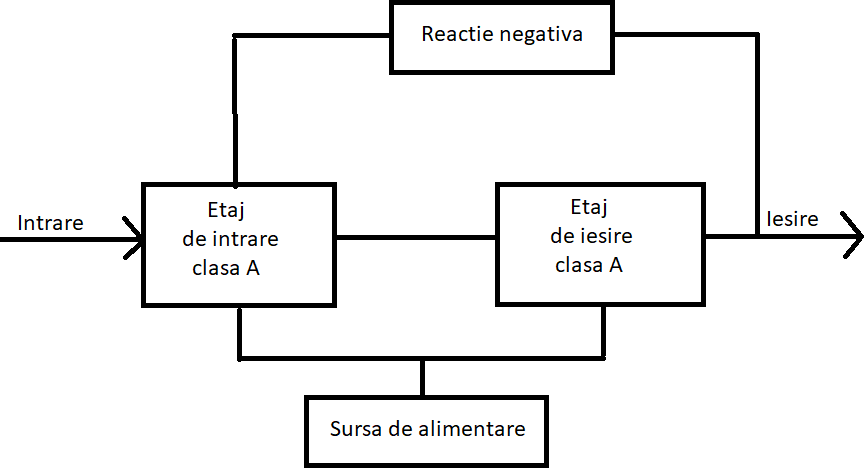 Reactie negativa
Intrare
Etaj
de intrare
clasa A
Etaj
de iesire
clasa A
Iesire
Sursa de alimentare